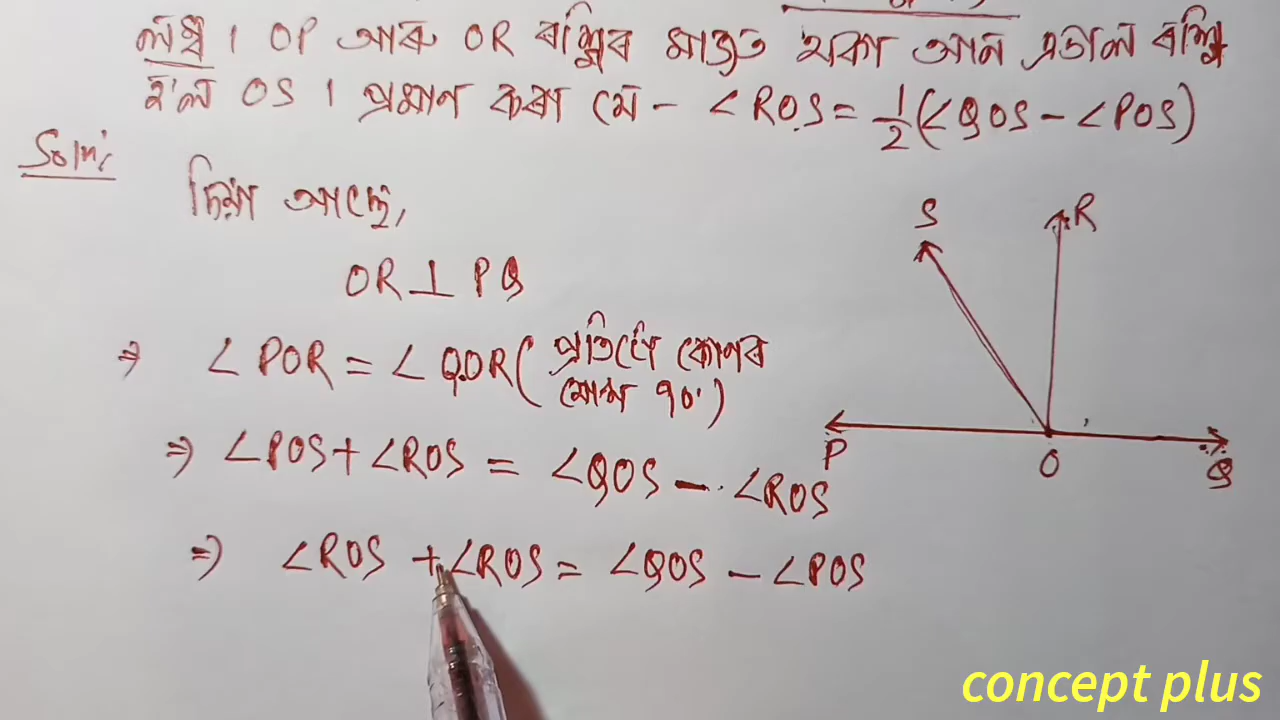 লম্ব। OP আৰু OR ৰশ্মিৰ মাজত থকা আন এডাল ৰশ্মি
হ'ল OS। প্ৰমাণ কৰা যে - ∠ROS = 1/2 (∠QOS - ∠POS)
Soln:
দিয়া আছে,
S
R
OR ⊥ PQ
⇒ ∠POR = ∠QOR (প্ৰতিটো কোণৰ
মাপ 90°)
P
O
Q
⇒ ∠POS + ∠ROS = ∠QOS - ∠ROS
⇒ ∠ROS + ∠ROS = ∠QOS - ∠POS
concept plus